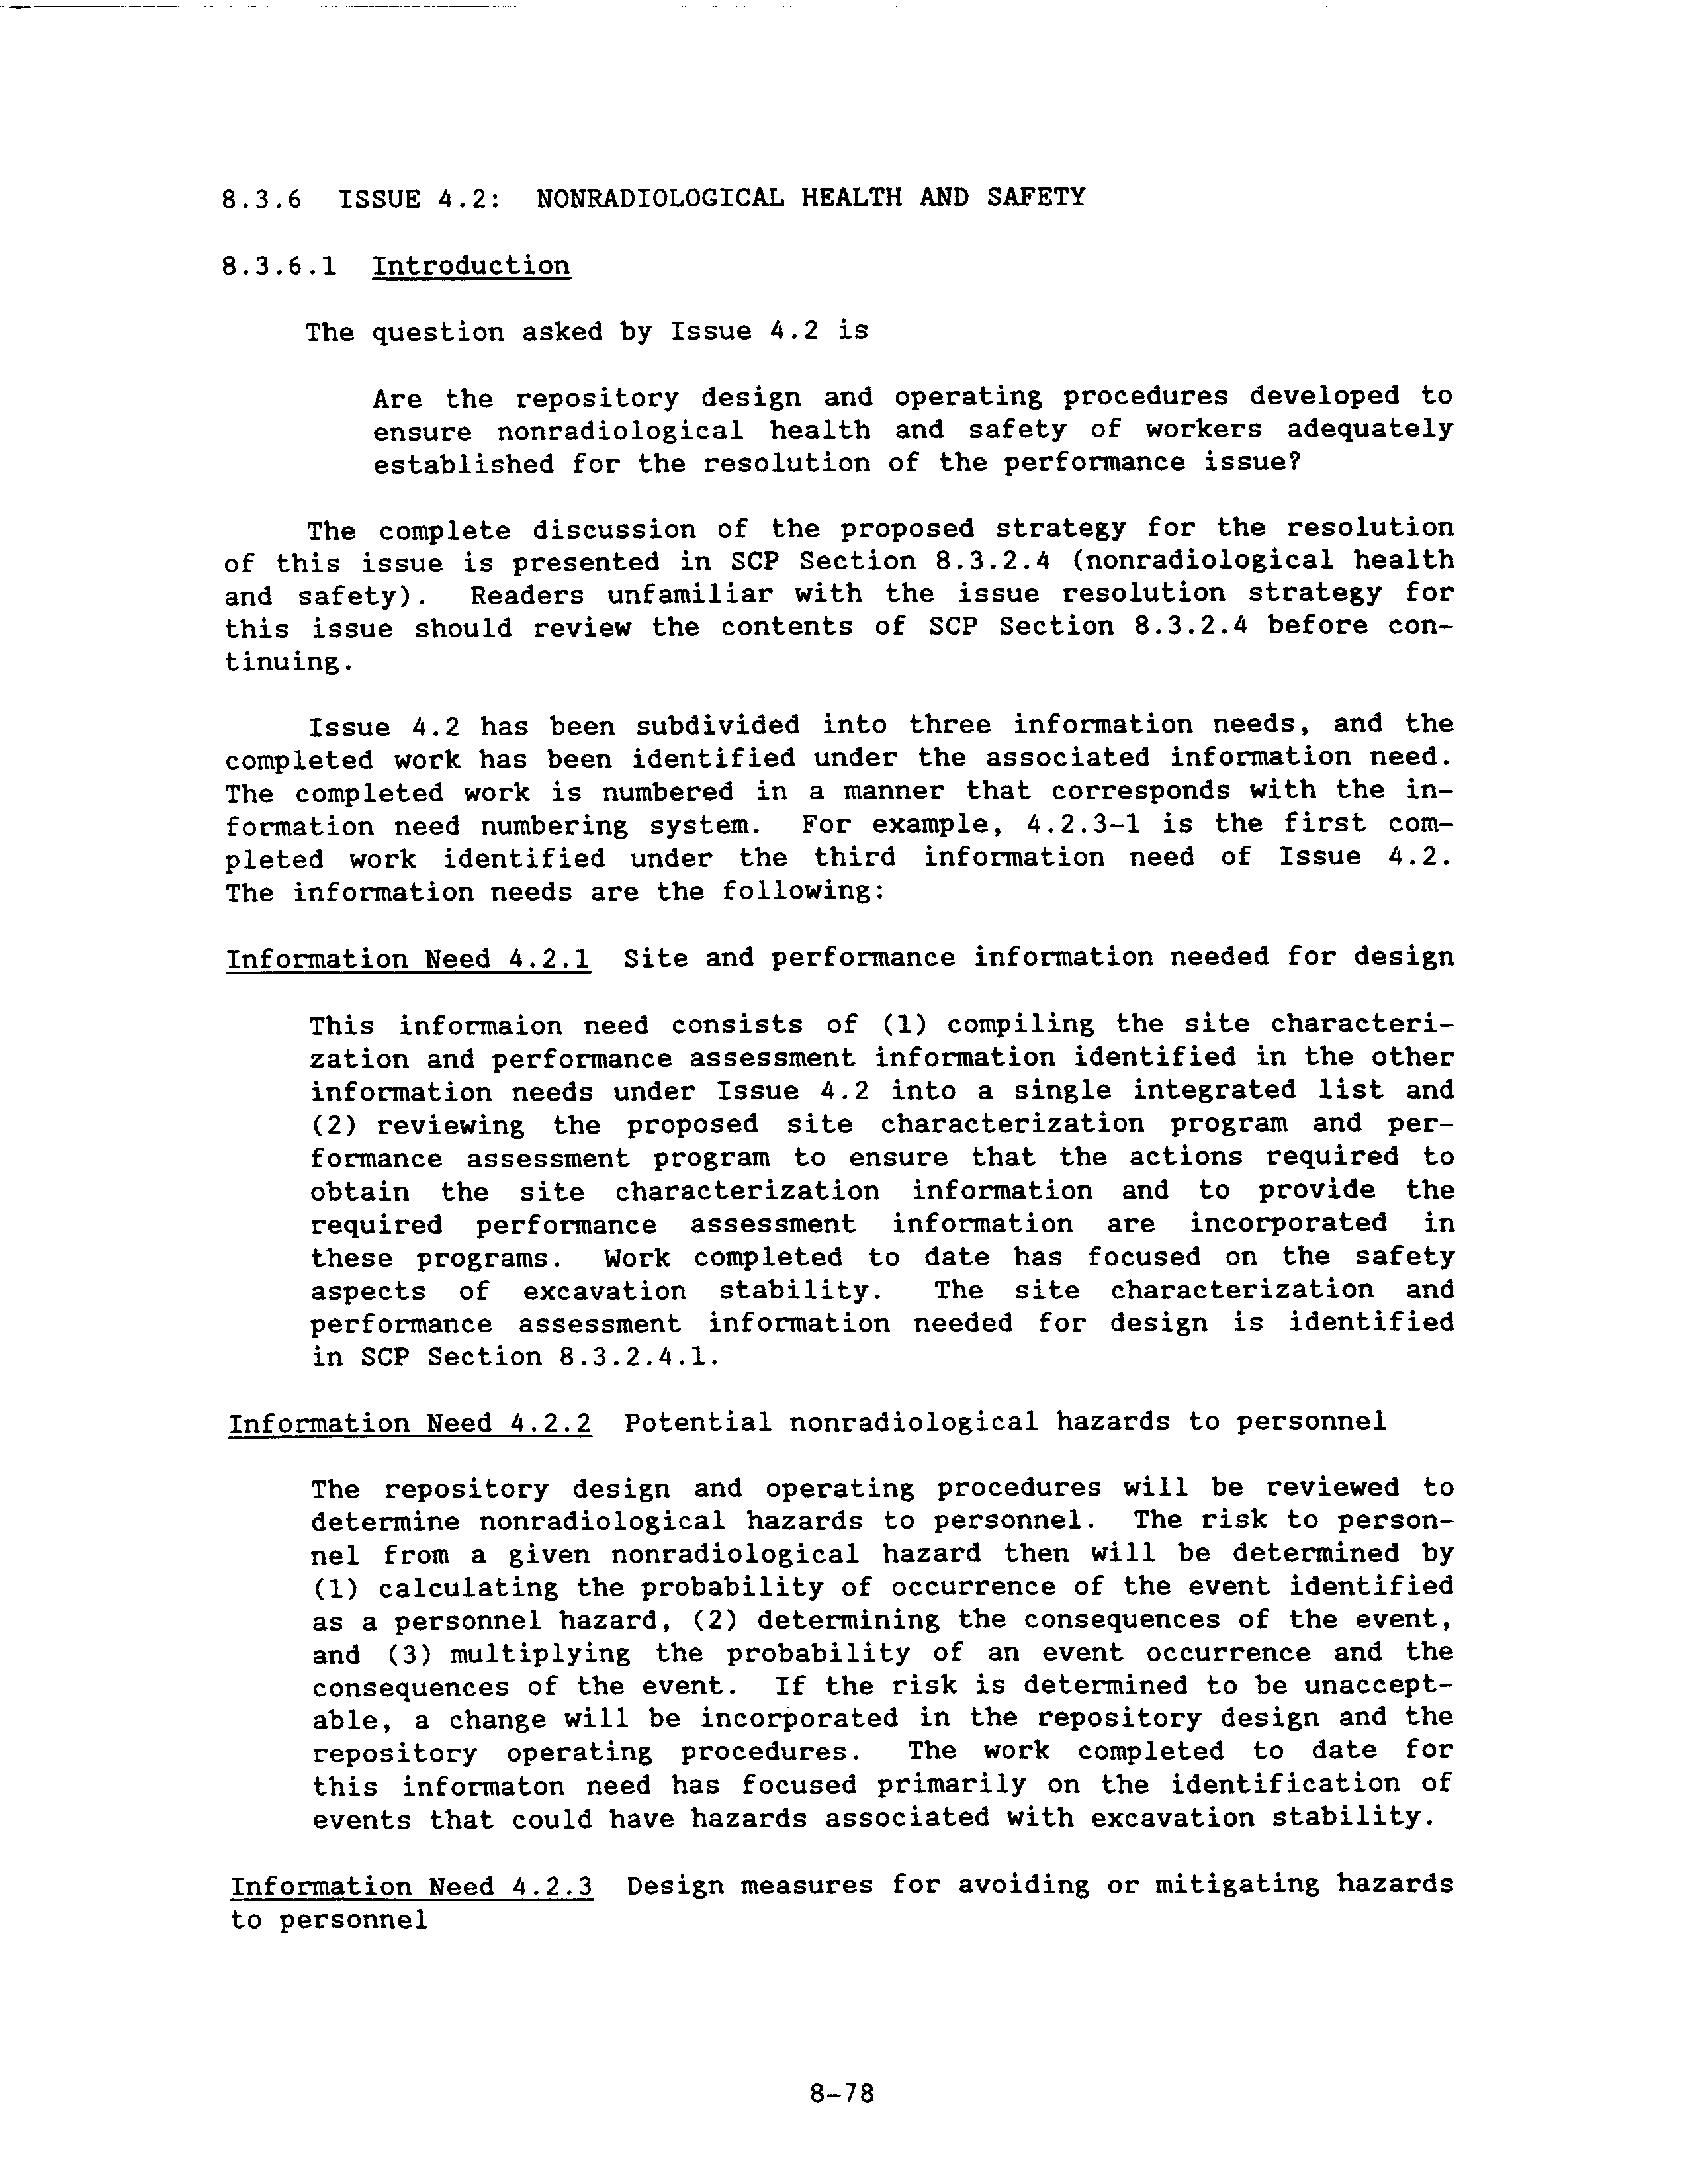 8.3.6 ISSUE 4.2: NONRADIOLOGICAL HEALTH AND SAFETY
8.3.6.1 Introduction
The question asked by Issue 4.2 is
Are the repository design and operating procedures developed to
ensure nonradiological health and safety of workers adequately
established for the resolution of the performance issue?
The complete discussion of the proposed strategy for the resolution
of this issue is presented in SCP Section 8.3.2.4 (nonradiological health
and safety). Readers unfamiliar with the issue resolution strategy for
this issue should review the contents of SCP Section 8.3.2.4 before con-
tinuing.
Issue 4.2 has been subdivided into three information needs, and the
completed work has been identified under the associated information need.
The completed work is numbered in a manner that corresponds with the in-
formation need numbering system. For example, 4.2.3-1 is the first com-
pleted work identified under the third information need of Issue 4.2.
The information needs are the following:
Information Need 4.2.1 Site and performance information needed for design
This informaion need consists of (1) compiling the site characteri-
zation and performance assessment information identified in the other
information needs under Issue 4.2 into a single integrated list and
(2) reviewing the proposed site characterization program and per-
formance assessment program to ensure that the actions required to
obtain the site characterization information and to provide the
required performance assessment information are incorporated in
these programs. Work completed to date has focused on the safety
aspects of excavation stability. The site characterization and
performance assessment information needed for design is identified
in SCP Section 8.3.2.4.1.
Information Need 4.2.2 Potential nonradiological hazards to personnel
The repository design and operating procedures will be reviewed to
determine nonradiological hazards to personnel. The risk to person-
nel from a given nonradiological hazard then will be determined by
(1) calculating the probability of occurrence of the event identified
as a personnel hazard, (2) determining the consequences of the event,
and (3) multiplying the probability of an event occurrence and the
consequences of the event. If the risk is determined to be unaccept-
able, a change will be incorporated in the repository design and the
repository operating procedures. The work completed to date for
this informaton need has focused primarily on the identification of
events that could have hazards associated with excavation stability.
Information Need 4.2.3 Design measures for avoiding or mitigating hazards
to personnel
8-78